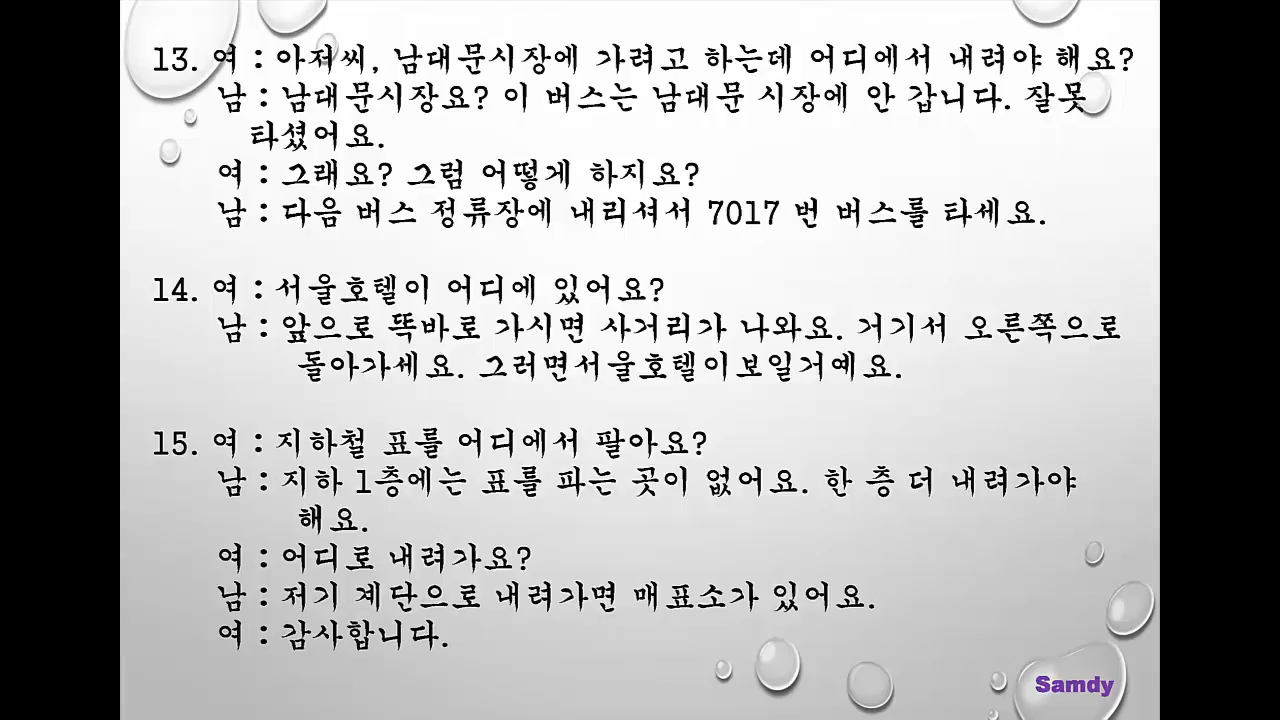 13. 여 : 아저씨, 남대문시장에 가려고 하는데 어디에서 내려야 해요?
남 : 남대문시장요? 이 버스는 남대문 시장에 안 갑니다. 잘못
타셨어요.
여 : 그래요? 그럼 어떻게 하지요?
남 : 다음 버스 정류장에 내리셔서 7017 번 버스를 타세요.
14. 여 : 서울호텔이 어디에 있어요?
남 : 앞으로 똑바로 가시면 사거리가 나와요. 거기서 오른쪽으로
돌아가세요. 그러면서울호텔이보일거예요.
15. 여 : 지하철 표를 어디에서 팔아요?
남 : 지하 1층에는 표를 파는 곳이 없어요. 한 층 더 내려가야
해요.
여 : 어디로 내려가요?
남 : 저기 계단으로 내려가면 매표소가 있어요.
여 : 감사합니다.
Samdy